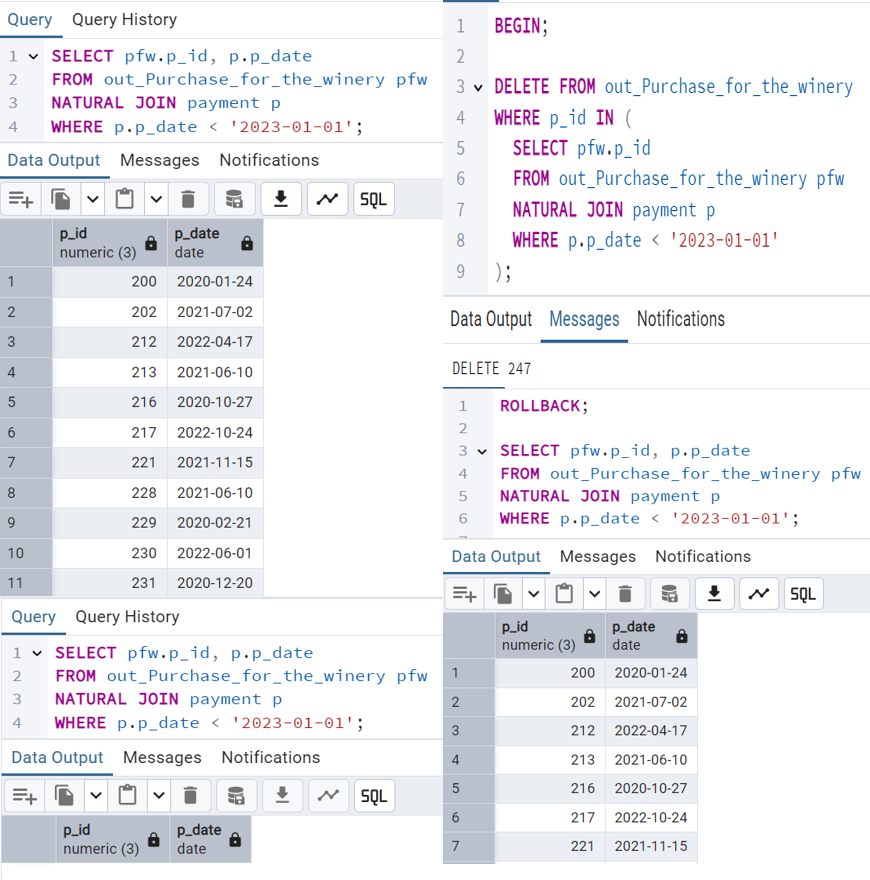 Query Query History
1 SELECT pfw.p_id, p.p_date
2 FROM out_Purchase_for_the_winery pfw
3 NATURAL JOIN payment p
4 WHERE p.p_date < '2023-01-01';
Data Output Messages Notifications
SQL
p_id p_date
numeric (3) date
1 200 2020-01-24
2 202 2021-07-02
3 212 2022-04-17
4 213 2021-06-10
5 216 2020-10-27
6 217 2022-10-24
7 221 2021-11-15
8 228 2021-06-10
9 229 2020-02-21
10 230 2022-06-01
11 231 2020-12-20
Query Query History
1 SELECT pfw.p_id, p.p_date
2 FROM out_Purchase_for_the_winery pfw
3 NATURAL JOIN payment p
4 WHERE p.p_date < '2023-01-01';
Data Output Messages Notifications
SQL
p_id p_date
numeric (3) date
1 BEGIN;
2
3 DELETE FROM out_Purchase_for_the_winery
4 WHERE p_id IN (
5 SELECT pfw.p_id
6 FROM out_Purchase_for_the_winery pfw
7 NATURAL JOIN payment p
8 WHERE p.p_date < '2023-01-01'
9 );
Data Output Messages Notifications
DELETE 247
1 ROLLBACK;
2
3 SELECT pfw.p_id, p.p_date
4 FROM out_Purchase_for_the_winery pfw
5 NATURAL JOIN payment p
6 WHERE p.p_date < '2023-01-01';
Data Output Messages Notifications
SQL
p_id p_date
numeric (3) date
1 200 2020-01-24
2 202 2021-07-02
3 212 2022-04-17
4 213 2021-06-10
5 216 2020-10-27
6 217 2022-10-24
7 221 2021-11-15